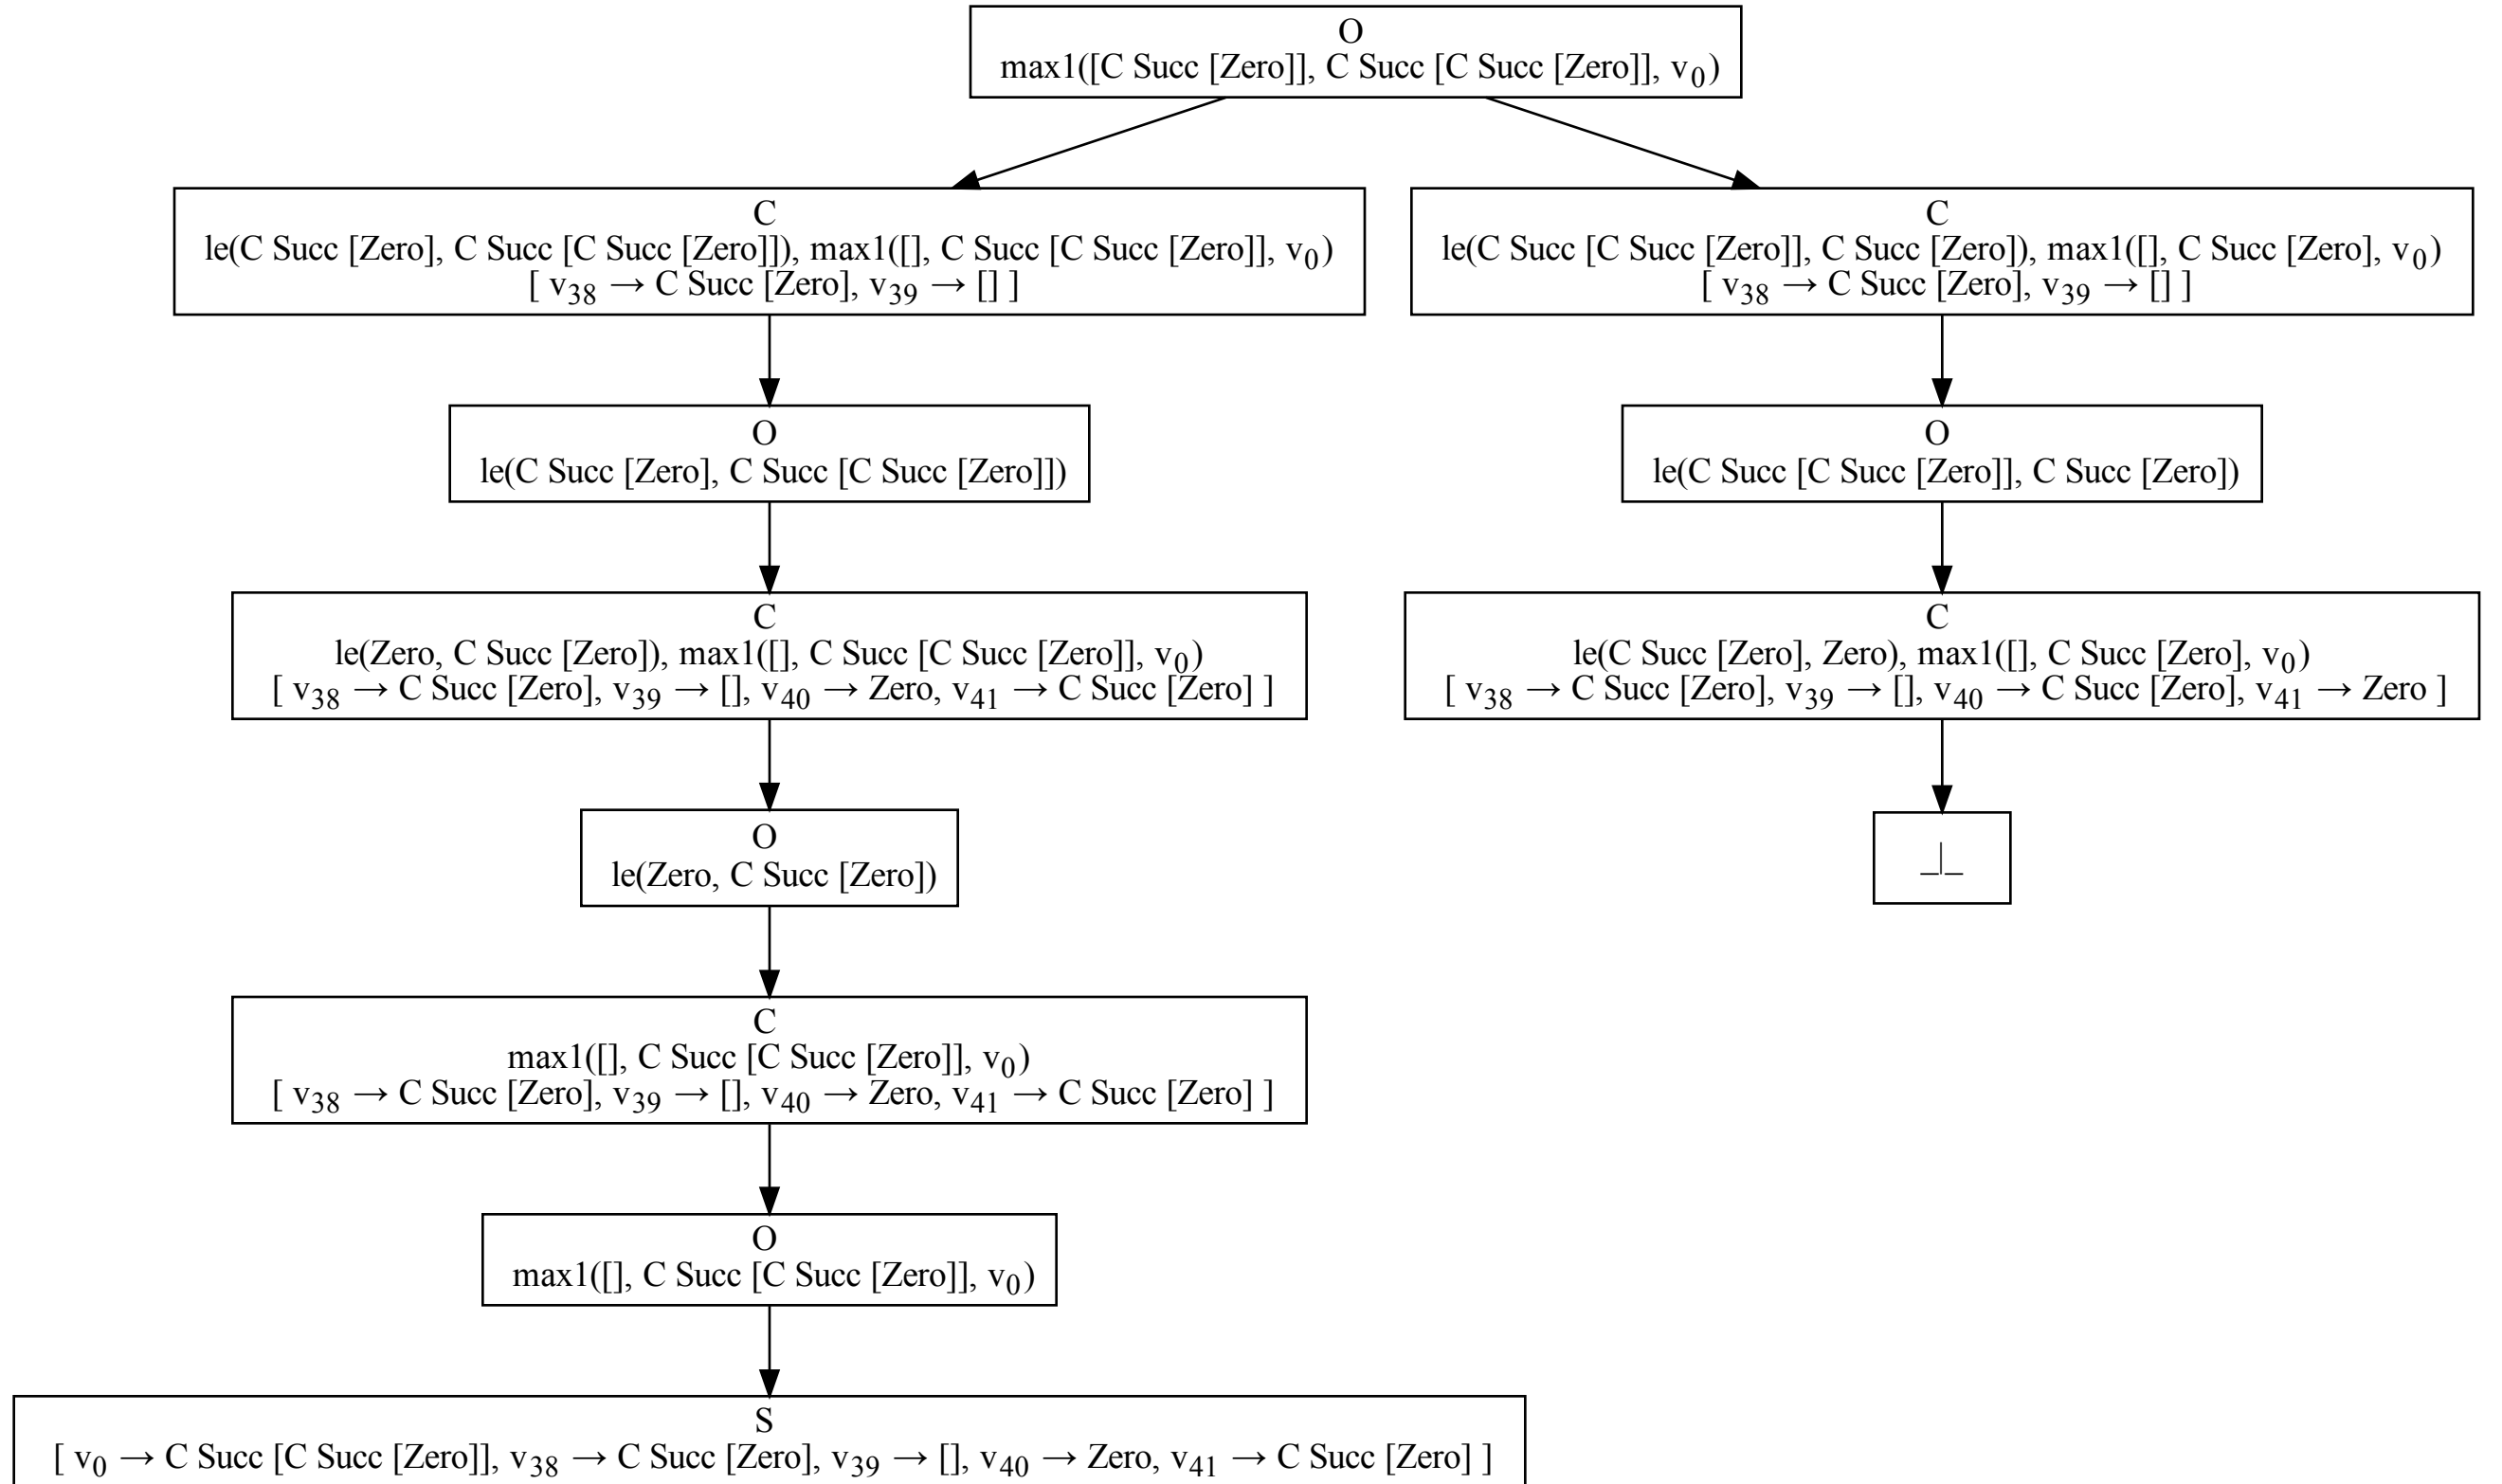 O
max1([C Succ [Zero]], C Succ [C Succ [Zero]], v0)
C
le(C Succ [Zero], C Succ [C Succ [Zero]]), max1([], C Succ [C Succ [Zero]], v0)
[ v38 → C Succ [Zero], v39 → [] ]
C
le(C Succ [C Succ [Zero]], C Succ [Zero]), max1([], C Succ [Zero], v0)
[ v38 → C Succ [Zero], v39 → [] ]
O
le(C Succ [Zero], C Succ [C Succ [Zero]])
O
le(C Succ [C Succ [Zero]], C Succ [Zero])
C
le(Zero, C Succ [Zero]), max1([], C Succ [C Succ [Zero]], v0)
[ v38 → C Succ [Zero], v39 → [], v40 → Zero, v41 → C Succ [Zero] ]
C
le(C Succ [Zero], Zero), max1([], C Succ [Zero], v0)
[ v38 → C Succ [Zero], v39 → [], v40 → C Succ [Zero], v41 → Zero ]
O
le(Zero, C Succ [Zero])
_|_
C
max1([], C Succ [C Succ [Zero]], v0)
[ v38 → C Succ [Zero], v39 → [], v40 → Zero, v41 → C Succ [Zero] ]
O
max1([], C Succ [C Succ [Zero]], v0)
S
[ v0 → C Succ [C Succ [Zero]], v38 → C Succ [Zero], v39 → [], v40 → Zero, v41 → C Succ [Zero] ]